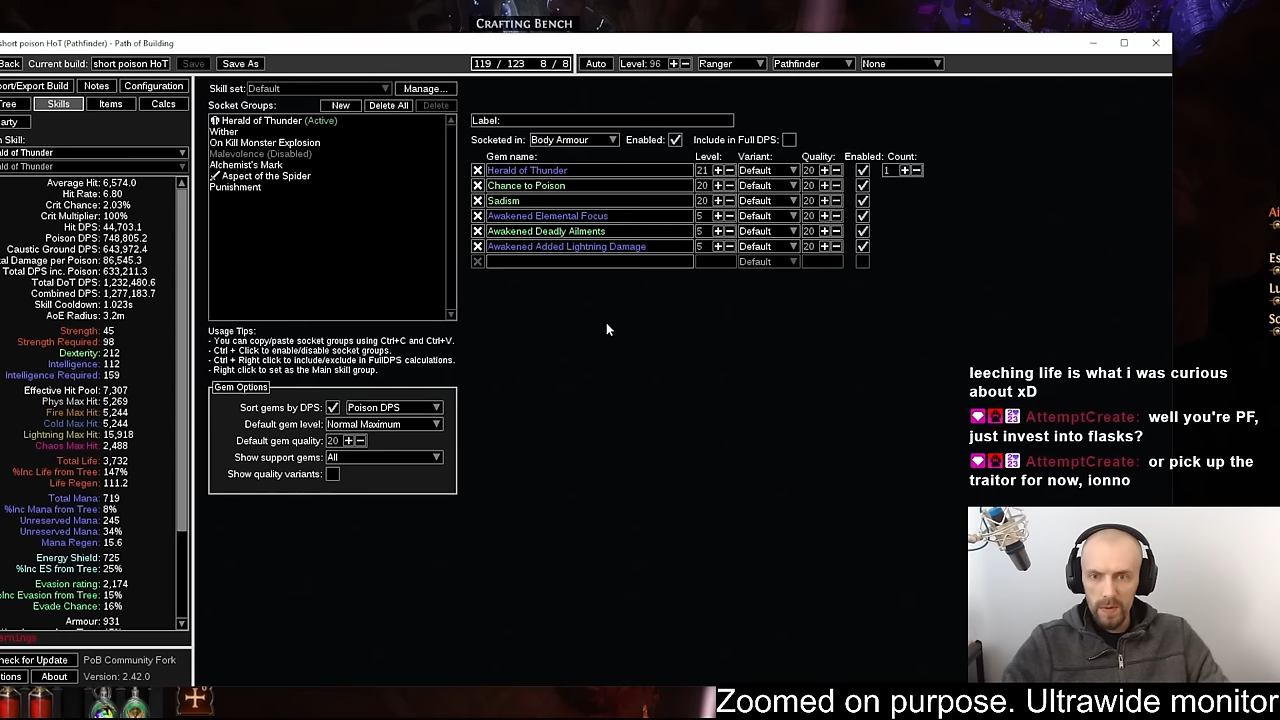 CRAFTING BENCH
short poison HoT (Pathfinder) - Path of Building
Back Current build: short poison HoT Save Save As 119 / 123 8 / 8 Auto Level: 96 Ranger Pathfinder None
port/Export Build Notes Configuration
Tree Skills Items Calcs
arty
n Skill:
ald of Thunder
ald of Thunder
Average Hit: 6,574.0
Hit Rate: 6.80
Crit Chance: 2.03%
Crit Multiplier: 100%
Hit DPS: 44,703.1
Poison DPS: 748,805.2
Caustic Ground DPS: 643,972.4
tal Damage per Poison: 86,545.3
Total DPS inc. Poison: 633,211.3
Total DoT DPS: 1,232,480.6
Combined DPS: 1,277,183.7
Skill Cooldown: 1.023s
AoE Radius: 3.2m
Strength: 45
Strength Required: 98
Dexterity: 212
Intelligence: 112
Intelligence Required: 159
Effective Hit Pool: 7,307
Phys Max Hit: 5,269
Fire Max Hit: 5,244
Cold Max Hit: 5,244
Lightning Max Hit: 15,918
Chaos Max Hit: 2,488
Total Life: 3,732
%Inc Life from Tree: 147%
Life Regen: 111.2
Total Mana: 719
%Inc Mana from Tree: 8%
Unreserved Mana: 245
Unreserved Mana: 34%
Mana Regen: 15.6
Energy Shield: 725
%Inc ES from Tree: 25%
Evasion rating: 2,174
%Inc Evasion from Tree: 15%
Evade Chance: 16%
Armour: 931
arnings
heck for Update PoB Community Fork
tions About Version: 2.42.0
Skill set: Default Manage...
Socket Groups: New Delete All Delete
Herald of Thunder (Active)
Wither
On Kill Monster Explosion
Malevolence (Disabled)
Alchemist's Mark
Aspect of the Spider
Punishment
Usage Tips:
- You can copy/paste socket groups using Ctrl+C and Ctrl+V.
- Ctrl + Click to enable/disable socket groups.
- Ctrl + Right click to include/exclude in FullDPS calculations.
- Right click to set as the Main skill group.
Gem Options
Sort gems by DPS: Poison DPS
Default gem level: Normal Maximum
Default gem quality: 20
Show support gems: All
Show quality variants:
Label:
Socketed in: Body Armour Enabled: Include in Full DPS:
Gem name: Level: Variant: Quality: Enabled: Count:
Herald of Thunder 21 Default 20 1
Chance to Poison 20 Default 20
Sadism 20 Default 20
Awakened Elemental Focus 5 Default 20
Awakened Deadly Ailments 5 Default 20
Awakened Added Lightning Damage 5 Default 20
Default
leeching life is what i was curious
about xD
AttemptCreate: well you're PF,
just invest into flasks?
AttemptCreate: or pick up the
traitor for now, ionno
Zoomed on purpose. Ultrawide monitor